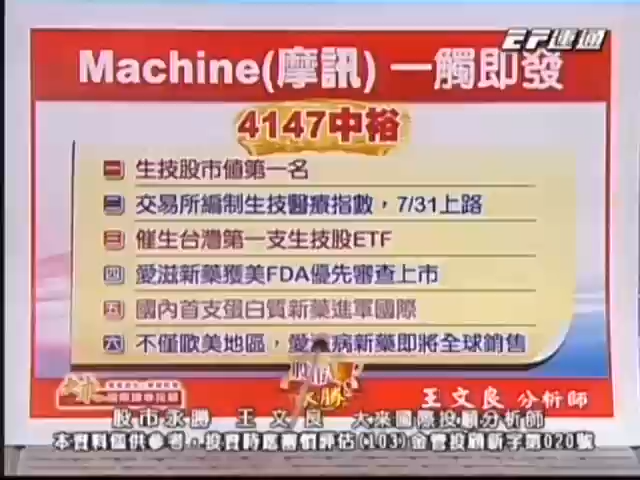 EF連通
Machine(摩訊) 一觸即發
4147中裕
一 生技股市值第一名
二 交易所編制生技醫療指數，7/31上路
三 催生台灣第一支生技股ETF
四 愛滋新藥獲美FDA優先審查上市
五 國內首支蛋白質新藥進軍國際
六 不僅歐美地區，愛滋病新藥即將全球銷售
王文良 分析師
股市永勝 王文良 大來國際投顧分析師
本資料僅供參考，投資時應審慎評估(103)金管投顧新字第020號